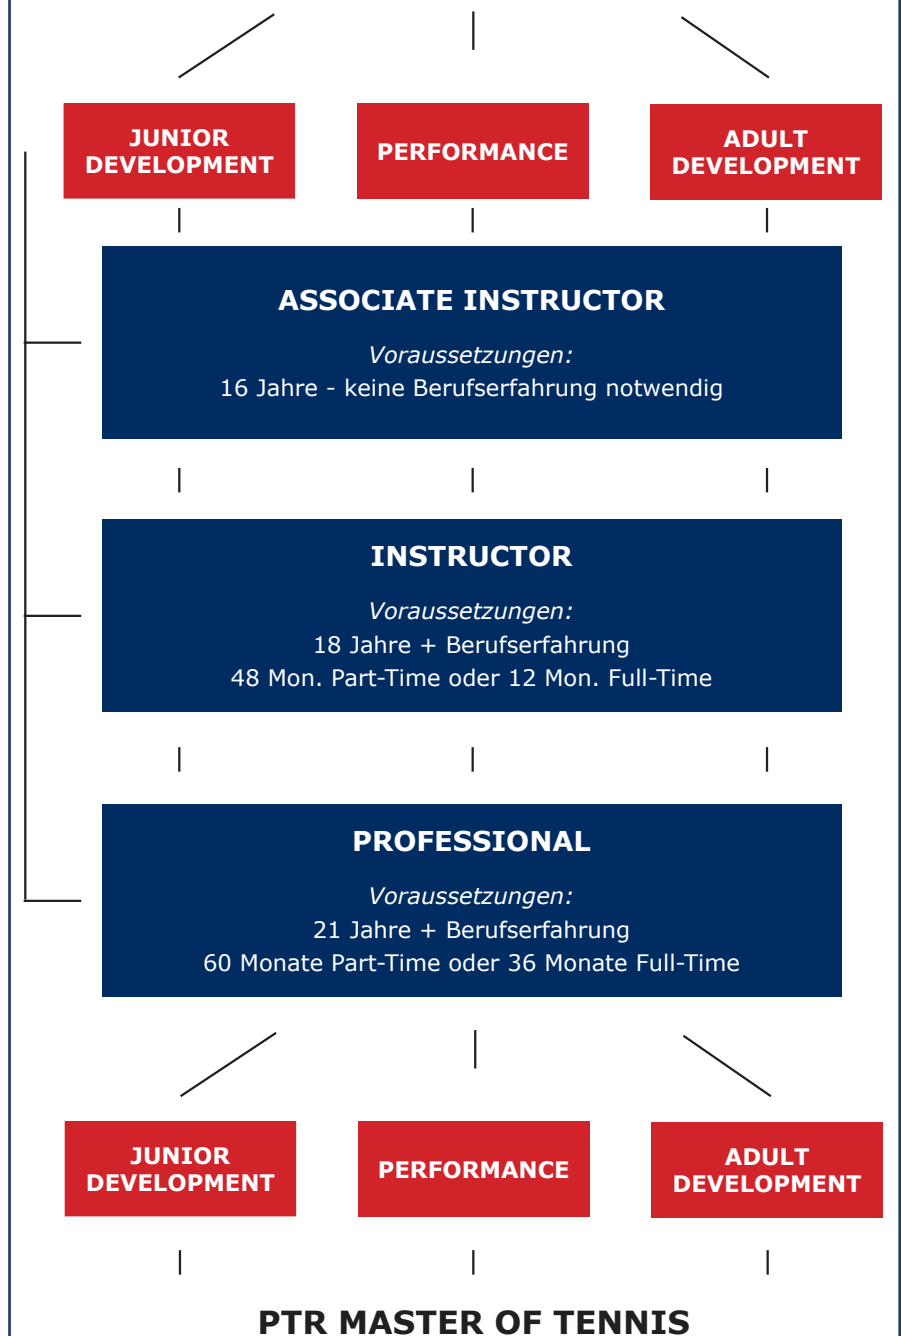 JUNIOR
DEVELOPMENT
PERFORMANCE
ADULT
DEVELOPMENT
ASSOCIATE INSTRUCTOR
Voraussetzungen:
16 Jahre - keine Berufserfahrung notwendig
INSTRUCTOR
Voraussetzungen:
18 Jahre + Berufserfahrung
48 Mon. Part-Time oder 12 Mon. Full-Time
PROFESSIONAL
Voraussetzungen:
21 Jahre + Berufserfahrung
60 Monate Part-Time oder 36 Monate Full-Time
JUNIOR
DEVELOPMENT
PERFORMANCE
ADULT
DEVELOPMENT
PTR MASTER OF TENNIS